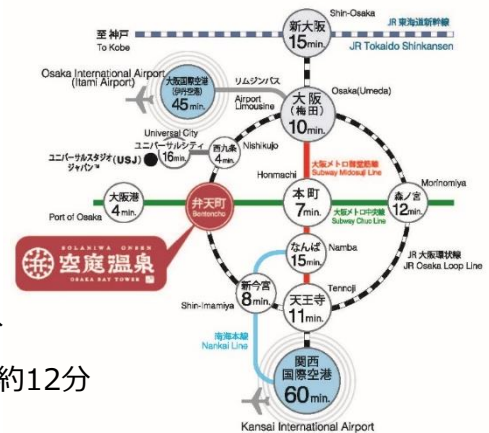 Shin-Osaka
至 神戸
To Kobe
新大阪
15min.
JR 東海道新幹線
JR Tokaido Shinkansen
Osaka International Airport
(Itami Airport)
大阪国際空港
(伊丹空港)
45 min.
リムジンバス
Airport
Limousine
大阪
(梅田)
10min.
Osaka(Umeda)
Universal City
ユニバーサルシティ
16min.
西九条
4min.
Nishikujo
ユニバーサルスタジオ
ジャパン™
(USJ)
大阪メトロ御堂筋線
Subway Midosuji Line
Honmachi
Morinomiya
大阪港
4min.
Port of Osaka
弁天町
Bentencho
本町
7min.
大阪メトロ中央線
Subway Chuo Line
森ノ宮
12min.
SOLANIWA ONSEN
空庭温泉
OSAKA BAY TOWER
なんば
15min.
Namba
JR 大阪環状線
JR Osaka Loop Line
新今宮
8min.
Shin-Imamiya
Tennoji
天王寺
11min.
南海本線
Nankai Line
約12分
関西
国際空港
60 min.
Kansai International Airport